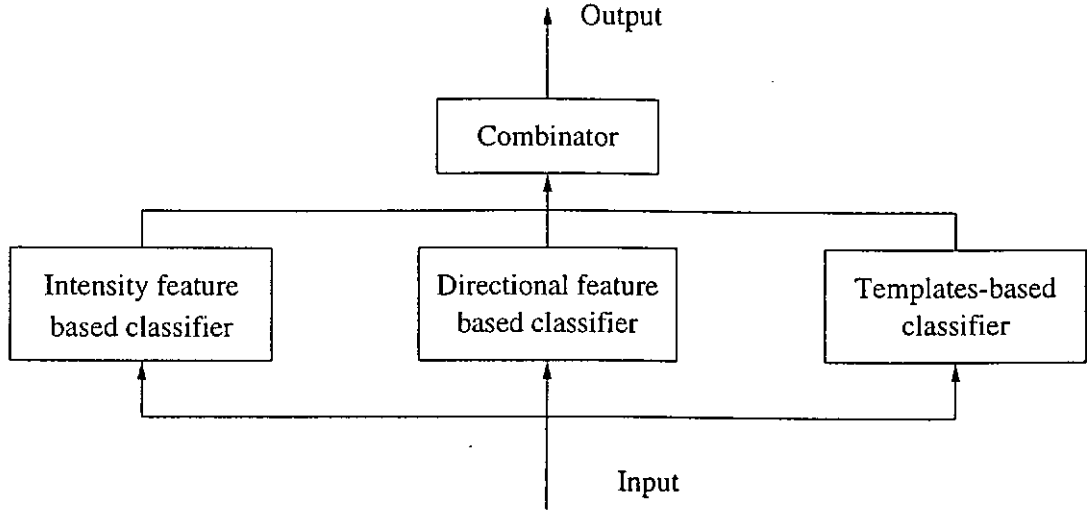 Output
Combinator
Intensity feature
based classifier
Directional feature
based classifier
Templates-based
classifier
Input